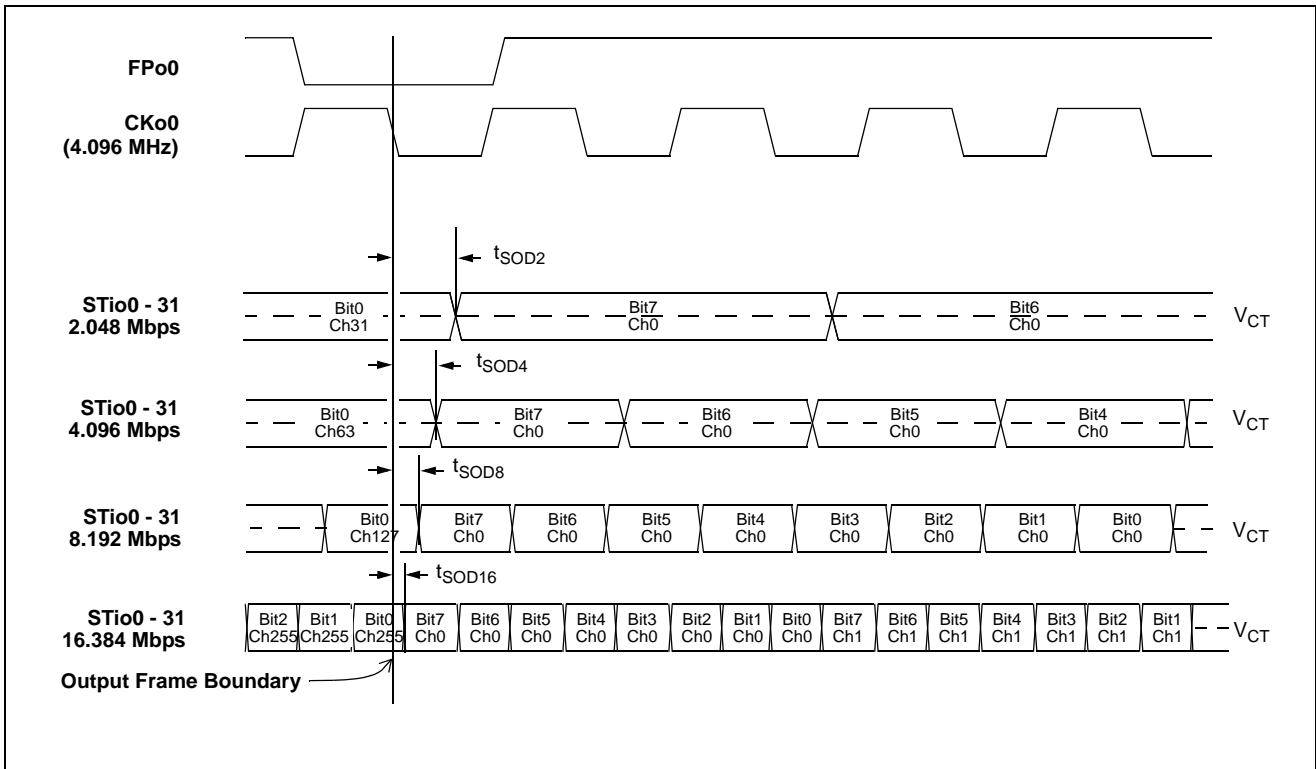 FPo0
CKo0
(4.096 MHz)
tSOD2
STio0 - 31
2.048 Mbps
Bit0
Ch31
Bit7
Ch0
Bit6
Ch0
VCT
tSOD4
STio0 - 31
4.096 Mbps
Bit0
Ch63
Bit7
Ch0
Bit6
Ch0
Bit5
Ch0
Bit4
Ch0
VCT
tSOD8
STio0 - 31
8.192 Mbps
Bit0
Ch127
Bit7
Ch0
Bit6
Ch0
Bit5
Ch0
Bit4
Ch0
Bit3
Ch0
Bit2
Ch0
Bit1
Ch0
Bit0
Ch0
VCT
tSOD16
STio0 - 31
16.384 Mbps
Bit2
Ch255
Bit1
Ch255
Bit0
Ch255
Bit7
Ch0
Bit6
Ch0
Bit5
Ch0
Bit4
Ch0
Bit3
Ch0
Bit2
Ch0
Bit1
Ch0
Bit0
Ch0
Bit7
Ch1
Bit6
Ch1
Bit5
Ch1
Bit4
Ch1
Bit3
Ch1
Bit2
Ch1
Bit1
Ch1
VCT
Output Frame Boundary